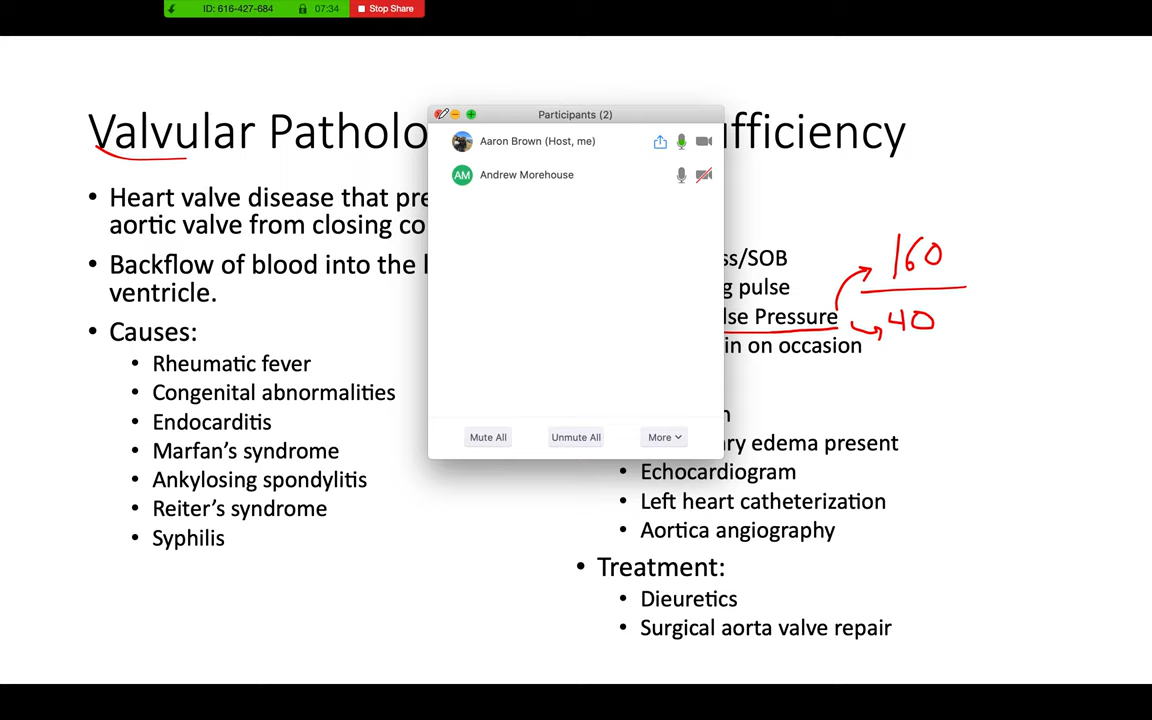 ID: 616-427-684 07:34 Stop Share
Valvular Patholo
ufficiency
Participants (2)
Aaron Brown (Host, me)
AM Andrew Morehouse
Mute All Unmute All More
• Heart valve disease that pre
aortic valve from closing co
• Backflow of blood into the l
ventricle.
• Causes:
• Rheumatic fever
• Congenital abnormalities
• Endocarditis
• Marfan's syndrome
• Ankylosing spondylitis
• Reiter's syndrome
• Syphilis
ss/SOB
g pulse
lse Pressure
in on occasion
160
40
ry edema present
• Echocardiogram
• Left heart catheterization
• Aortica angiography
• Treatment:
• Dieuretics
• Surgical aorta valve repair